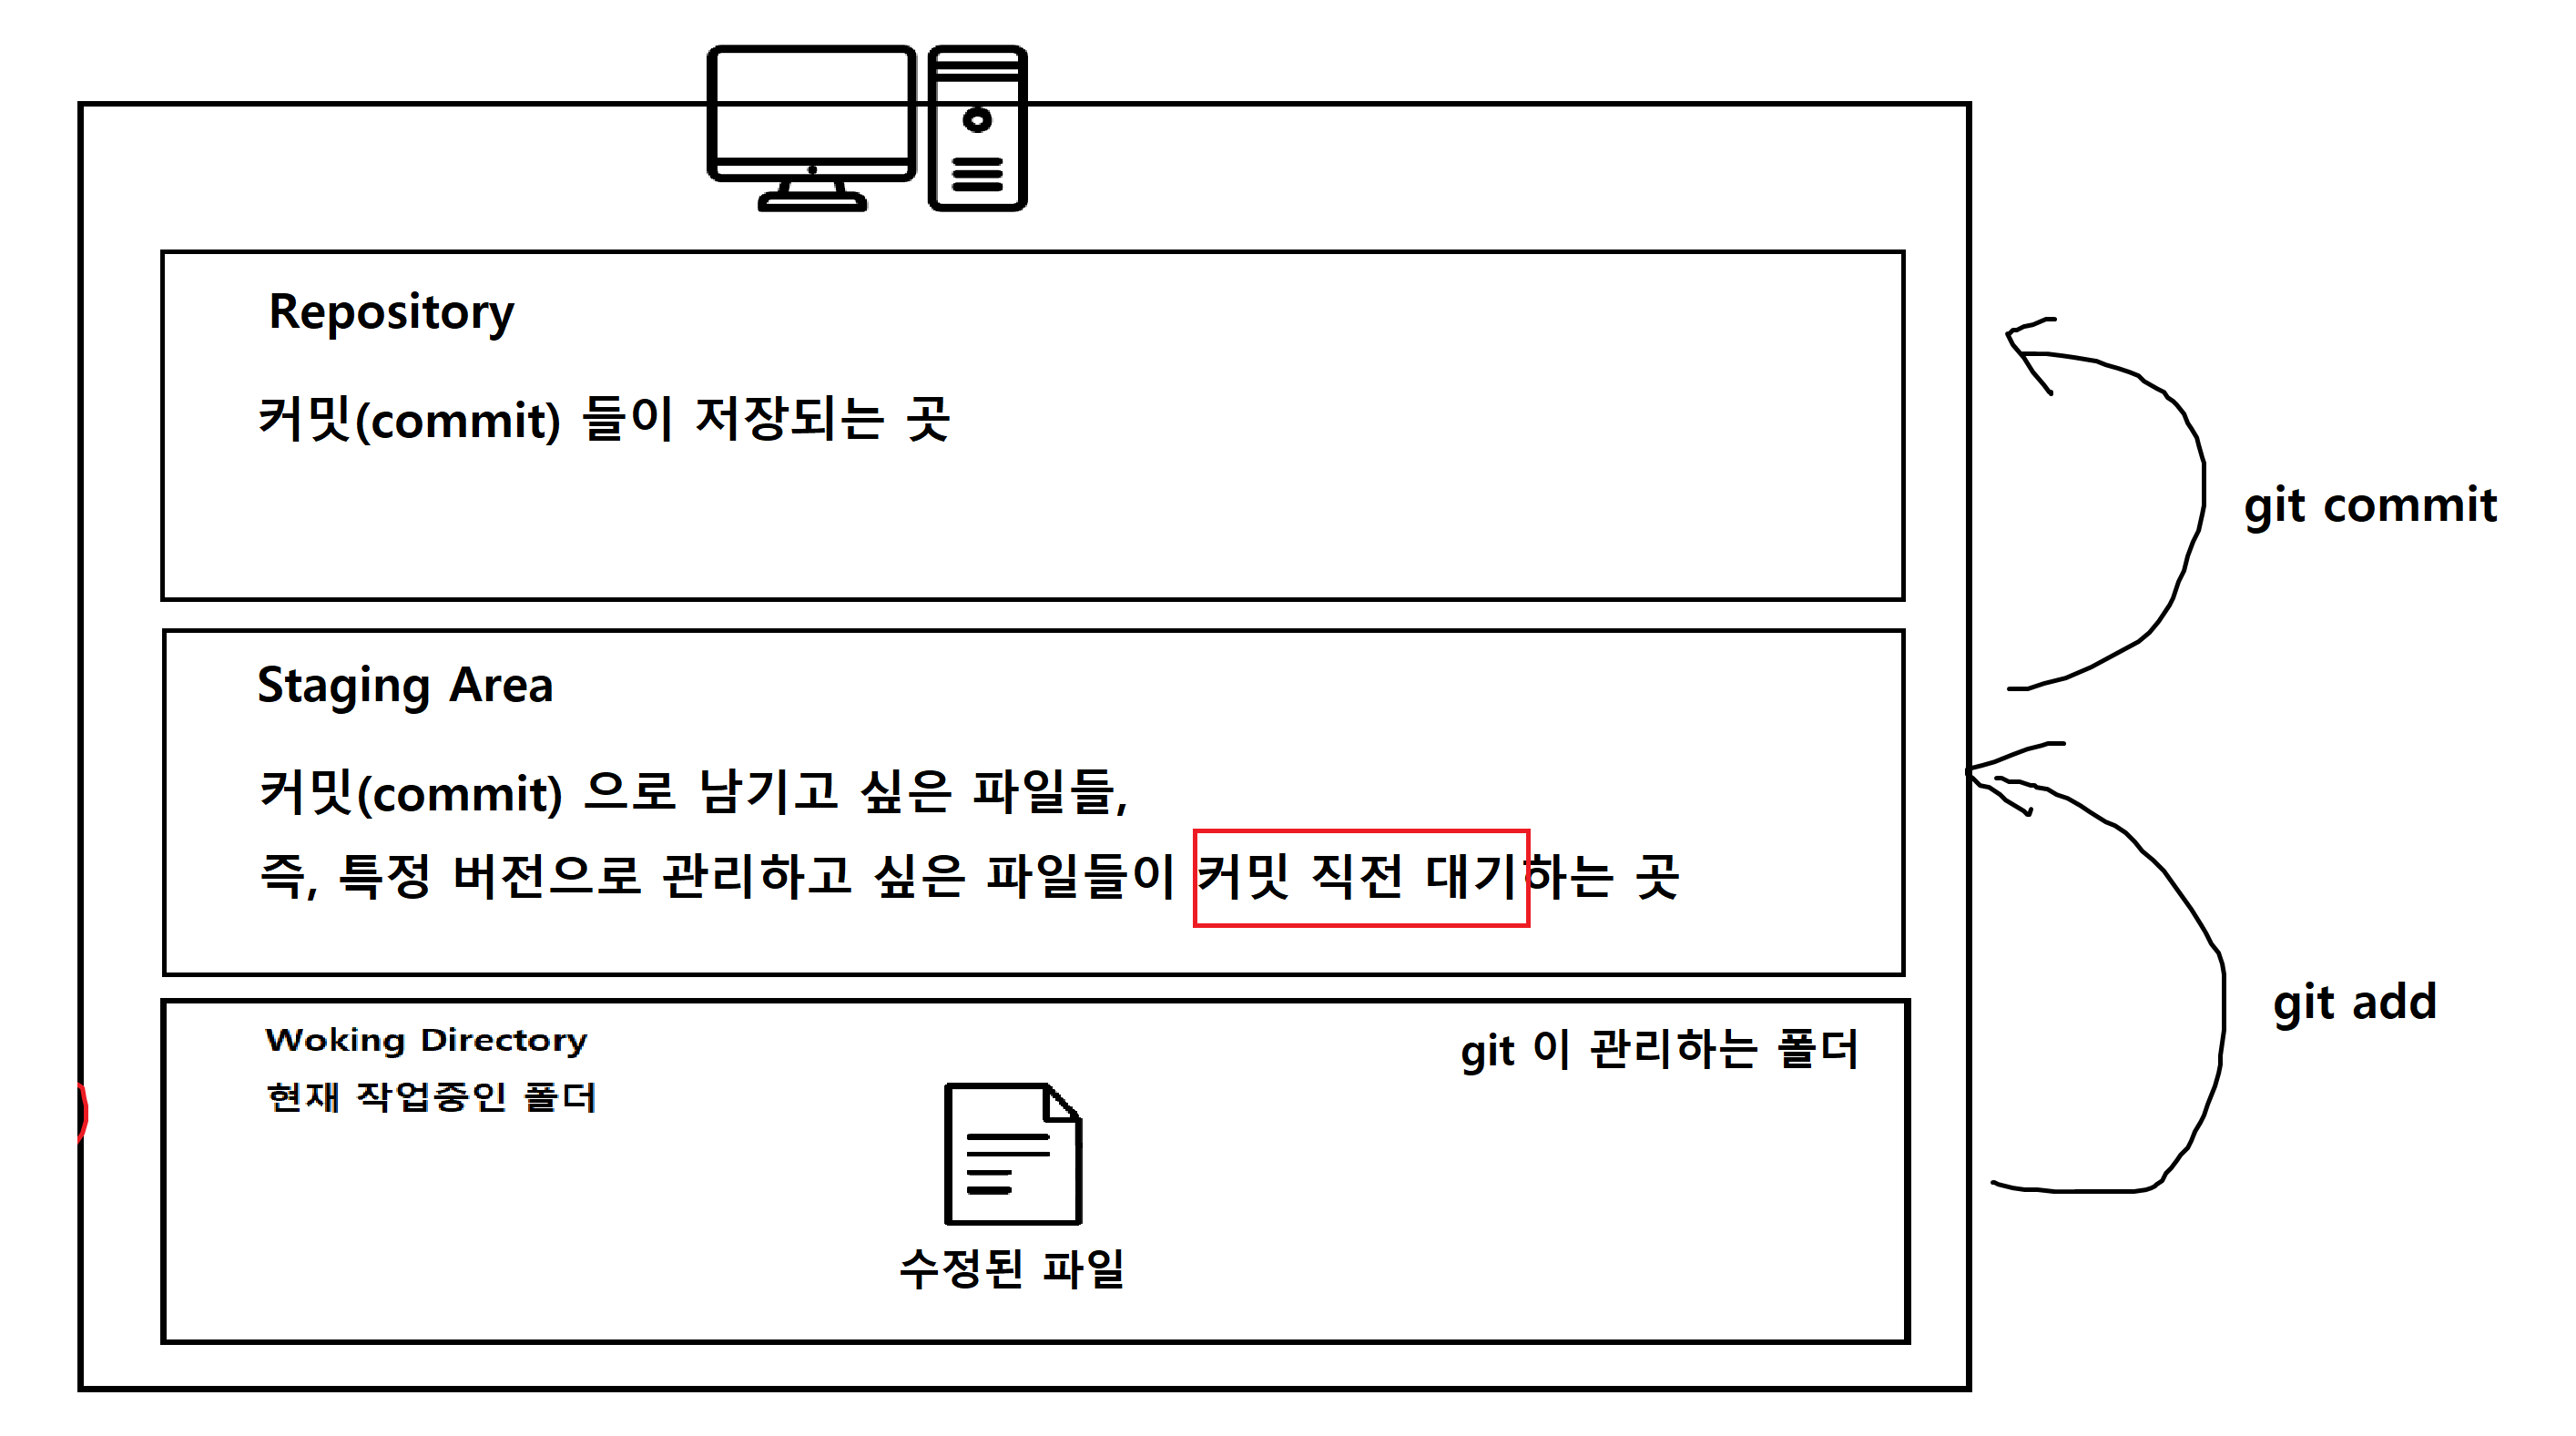 Repository
커밋(commit) 들이 저장되는 곳
git commit
Staging Area
커밋(commit) 으로 남기고 싶은 파일들,
즉, 특정 버전으로 관리하고 싶은 파일들이 커밋 직전 대기하는 곳
git add
Woking Directory
git 이 관리하는 폴더
현재 작업중인 폴더
수정된 파일